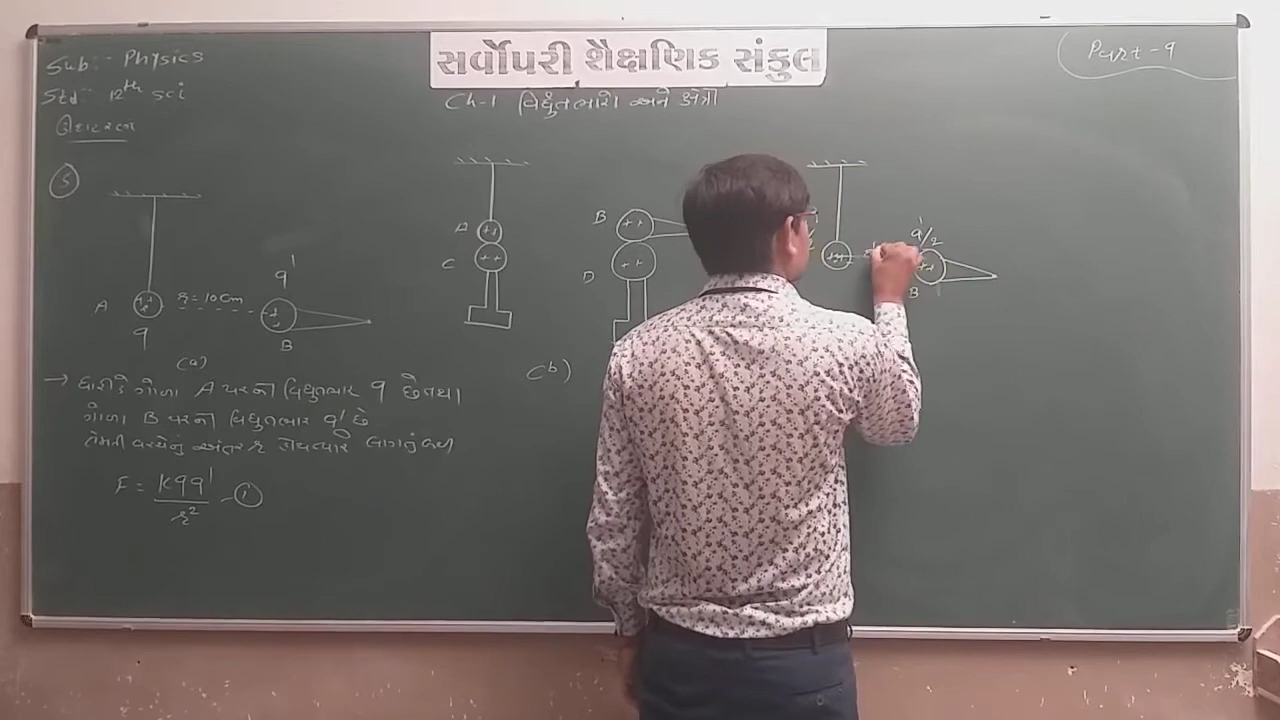 સર્વોપરી શૈક્ષણિક સંકુલ
Sub:- Physics
Std:- 12th sci
Part-9
Ch-1 વિદ્યુતભારો અને ક્ષેત્રો
ઉદાહરણ
5
A
q
r = 10 cm
q'
B
(a)
A
C
B
D
(b)
q'/2
B
→ ધારોકે ગોળા A પરનો વિદ્યુતભાર q છે તથા
ગોળા B પરનો વિદ્યુતભાર q' છે
તેમની વચ્ચેનું અંતર r હોયત્યારે લાગતું બળ
F = kqq'/r² - (i)